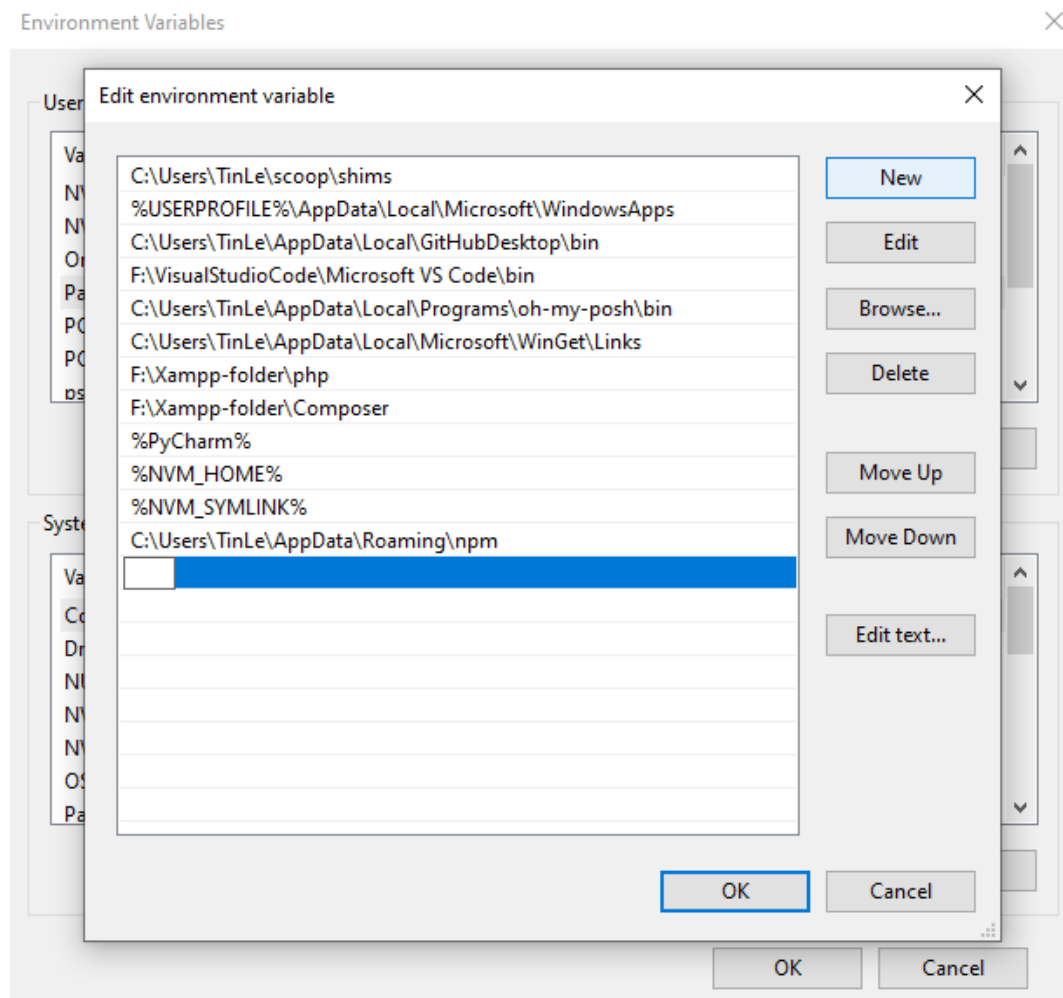 Environment Variables
User
Edit environment variable
C:\Users\TinLe\scoop\shims
%USERPROFILE%\AppData\Local\Microsoft\WindowsApps
C:\Users\TinLe\AppData\Local\GitHubDesktop\bin
F:\VisualStudioCode\Microsoft VS Code\bin
C:\Users\TinLe\AppData\Local\Programs\oh-my-posh\bin
C:\Users\TinLe\AppData\Local\Microsoft\WinGet\Links
F:\Xampp-folder\php
F:\Xampp-folder\Composer
%PyCharm%
%NVM_HOME%
%NVM_SYMLINK%
C:\Users\TinLe\AppData\Roaming\npm
New
Edit
Browse...
Delete
Move Up
Move Down
Edit text...
OK
Cancel
OK
Cancel